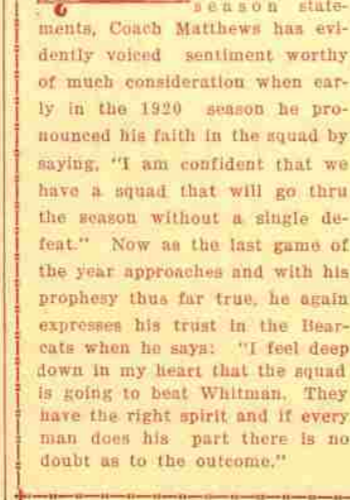 season state-
ments, Coach Matthews has evi-
dently voiced sentiment worthy
of much consideration when ear-
ly in the 1920 season he pro-
nounced his faith in the squad by
saying, "I am confident that we
have a squad that will go thru
the season without a single de-
feat." Now as the last game of
the year approaches and with his
prophesy thus far true, he again
expresses his trust in the Bear-
cats when he says: "I feel deep
down in my heart that the squad
is going to beat Whitman. They
have the right spirit and if every
man does his part there is no
doubt as to the outcome."